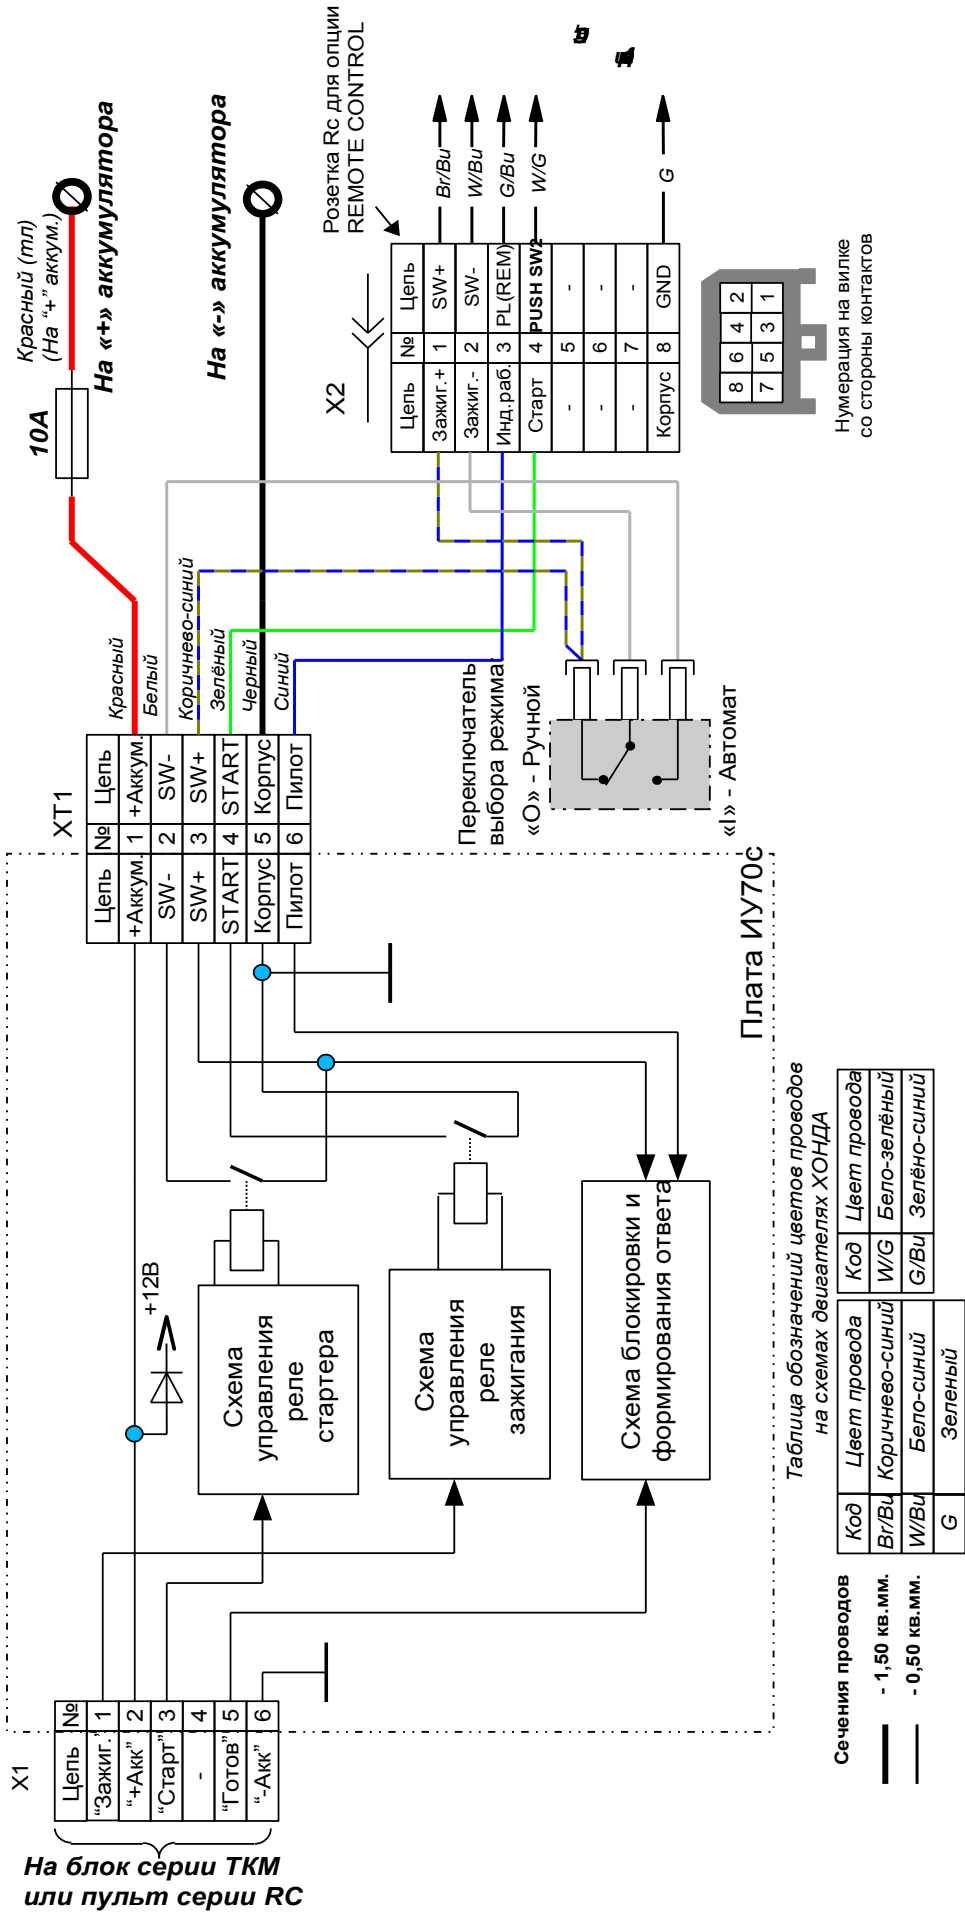 X1
Цепь №
“Зажиг.” 1
“+Акк” 2
“Старт” 3
- 4
“Готов” 5
“-Акк” 6
На блок серии ТКМ
или пульт серии RC
+12В
Схема
управления
реле
стартера
Схема
управления
реле
зажигания
Схема блокировки и
формирования ответа
Плата ИУ70с
XT1
Цепь № Цепь
+Аккум. 1 +Аккум.
SW- 2 SW-
SW+ 3 SW+
START 4 START
Корпус 5 Корпус
Пилот 6 Пилот
Красный
Белый
Коричнево-синий
Зелёный
Черный
Синий
10А
Красный (тл)
(На “+” аккум.)
На «+» аккумулятора
На «-» аккумулятора
Переключатель
выбора режима
«О» - Ручной
«I» - Автомат
X2
Розетка Rc для опции
REMOTE CONTROL
Цепь № Цепь
Зажиг.+ 1 SW+
Зажиг.- 2 SW-
Инд.раб. 3 PL(REM)
Старт 4 PUSH SW2
- 5 -
- 6 -
- 7 -
Корпус 8 GND
Br/Bu
W/Bu
G/Bu
W/G
G
8 6 4 2
7 5 3 1
Нумерация на вилке
со стороны контактов
Таблица обозначений цветов проводов
на схемах двигателях ХОНДА
Код Цвет провода Код Цвет провода
Br/Bu Коричнево-синий W/G Бело-зелёный
W/Bu Бело-синий G/Bu Зелёно-синий
G Зеленый
Сечения проводов
- 1,50 кв.мм.
- 0,50 кв.мм.